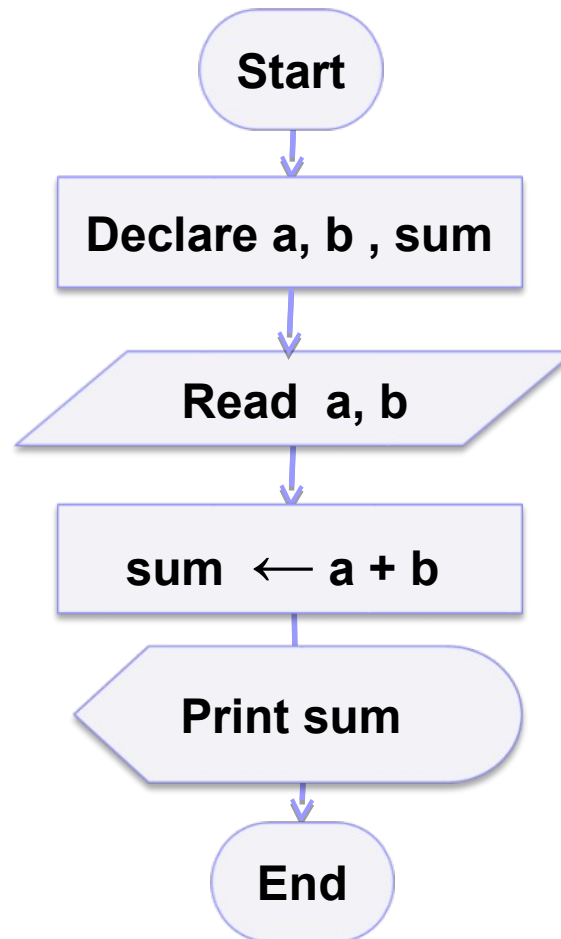 Start
Declare a, b , sum
Read a, b
sum ← a + b
Print sum
End